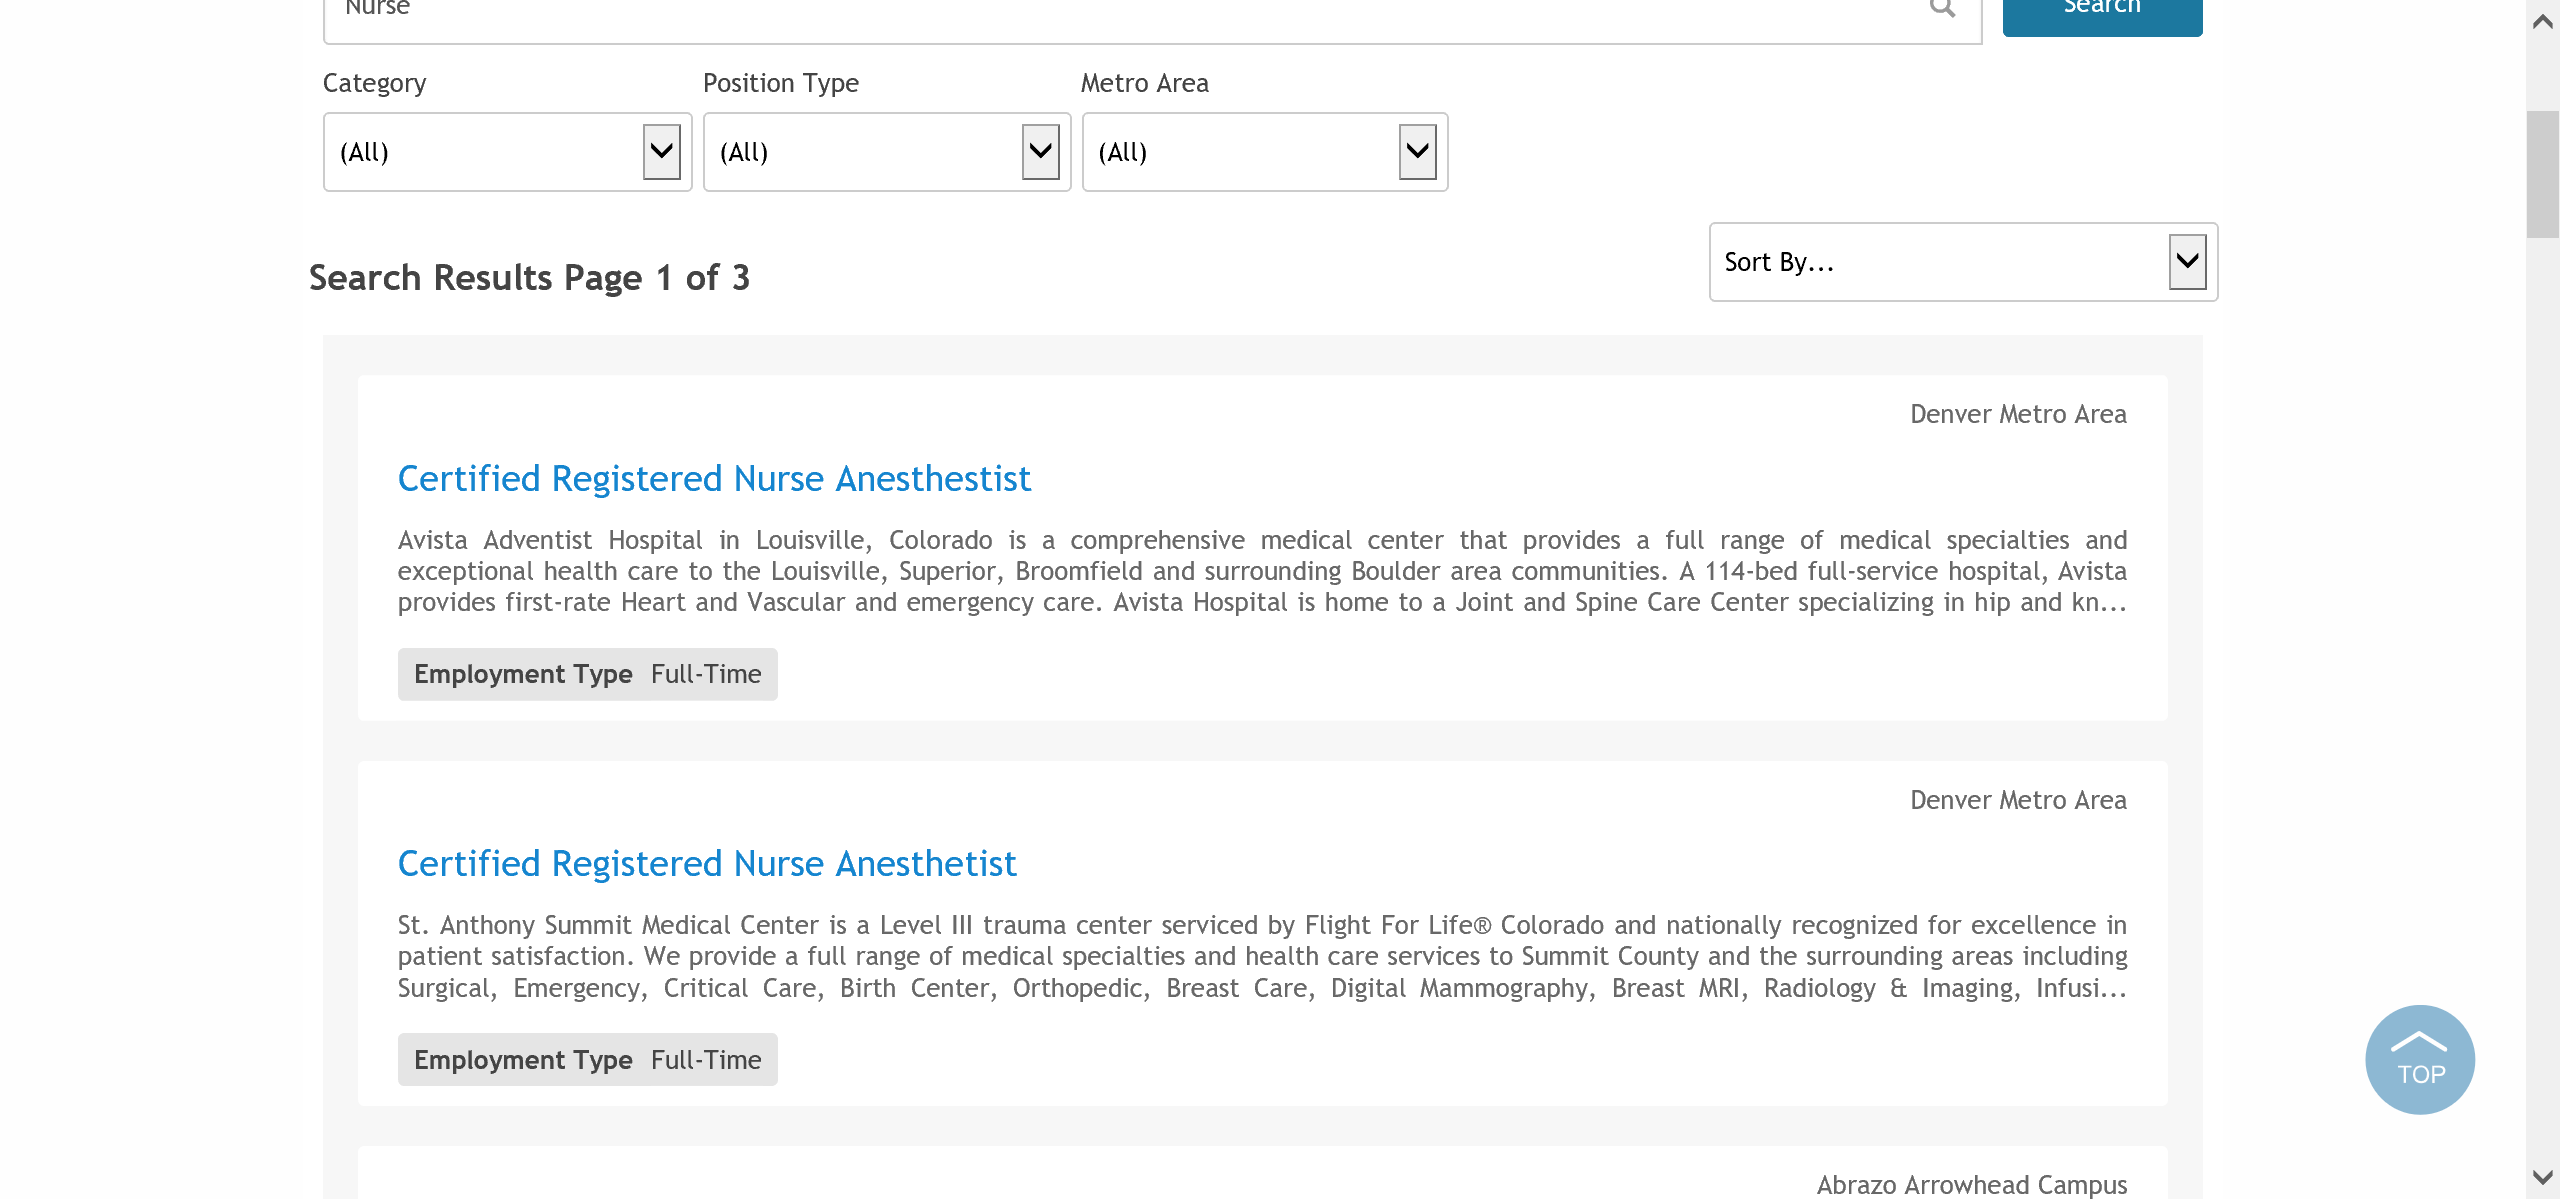 Nurse
Search
Category
Position Type
Metro Area
(All)
(All)
(All)
Sort By...
Search Results Page 1 of 3
Denver Metro Area
Certified Registered Nurse Anesthestist
Avista Adventist Hospital in Louisville, Colorado is a comprehensive medical center that provides a full range of medical specialties and
exceptional health care to the Louisville, Superior, Broomfield and surrounding Boulder area communities. A 114-bed full-service hospital, Avista
provides first-rate Heart and Vascular and emergency care. Avista Hospital is home to a Joint and Spine Care Center specializing in hip and kn...
Employment Type Full-Time
Denver Metro Area
Certified Registered Nurse Anesthetist
St. Anthony Summit Medical Center is a Level III trauma center serviced by Flight For Life® Colorado and nationally recognized for excellence in
patient satisfaction. We provide a full range of medical specialties and health care services to Summit County and the surrounding areas including
Surgical, Emergency, Critical Care, Birth Center, Orthopedic, Breast Care, Digital Mammography, Breast MRI, Radiology & Imaging, Infusi...
Employment Type Full-Time
TOP
Abrazo Arrowhead Campus